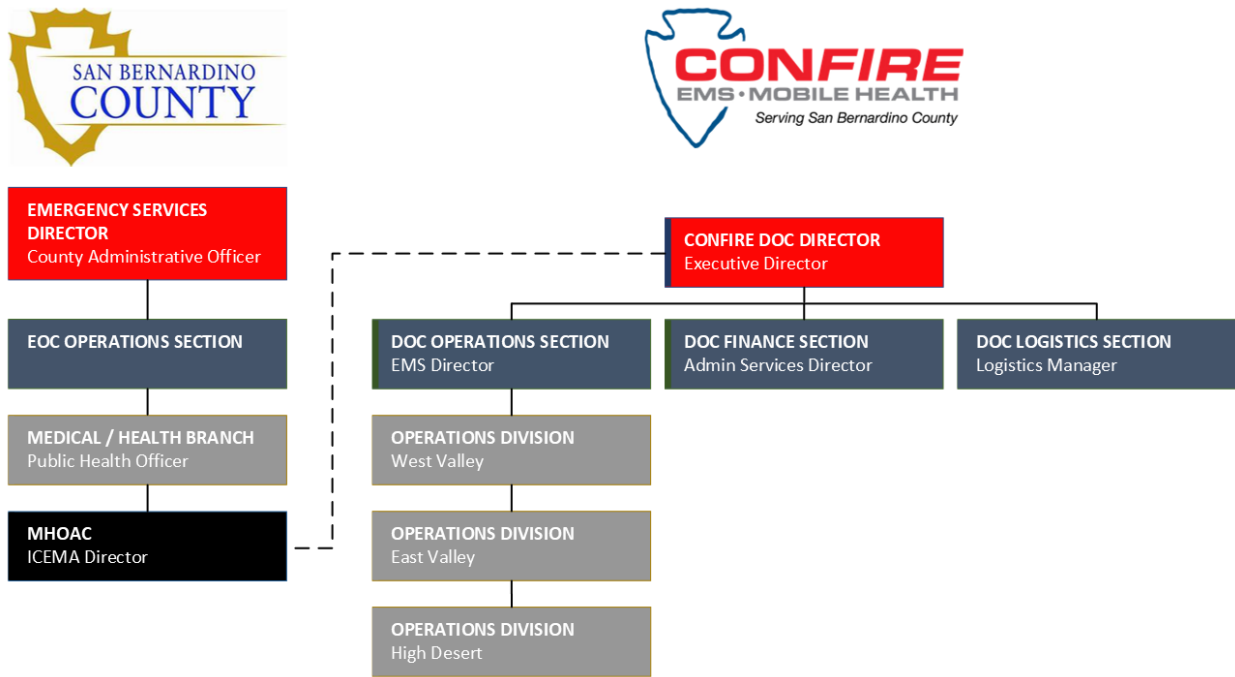 SAN BERNARDINO
COUNTY
CONFIRE
EMS•MOBILE HEALTH
Serving San Bernardino County
EMERGENCY SERVICES
DIRECTOR
County Administrative Officer
EOC OPERATIONS SECTION
MEDICAL / HEALTH BRANCH
Public Health Officer
MHOAC
ICEMA Director
CONFIRE DOC DIRECTOR
Executive Director
DOC OPERATIONS SECTION
EMS Director
DOC FINANCE SECTION
Admin Services Director
DOC LOGISTICS SECTION
Logistics Manager
OPERATIONS DIVISION
West Valley
OPERATIONS DIVISION
East Valley
OPERATIONS DIVISION
High Desert